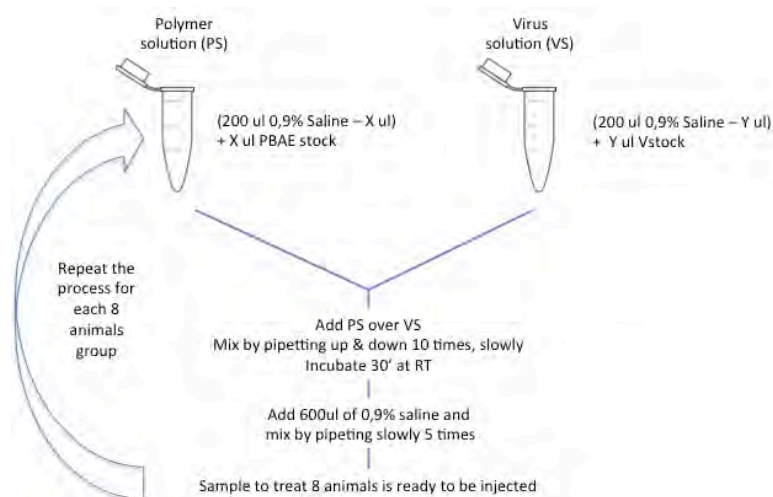 Polymer
solution (PS)
Virus
solution (VS)
(200 ul 0,9% Saline – X ul)
+ X ul PBAE stock
(200 ul 0,9% Saline – Y ul)
+ Y ul Vstock
Repeat the
process for
each 8
animals
group
Add PS over VS
Mix by pipetting up & down 10 times, slowly
Incubate 30’ at RT
Add 600ul of 0,9% saline and
mix by pipeting slowly 5 times
Sample to treat 8 animals is ready to be injected